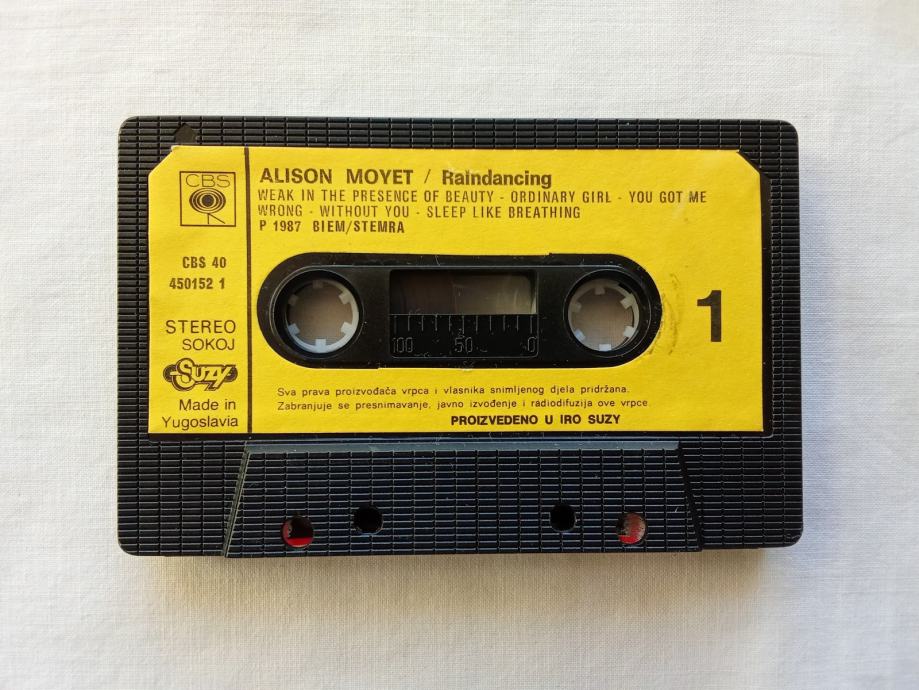 CBS
CBS 40
450152 1
STEREO
SOKOJ
SUZY
Made in
Yugoslavia
ALISON MOYET / Raindancing
WEAK IN THE PRESENCE OF BEAUTY - ORDINARY GIRL - YOU GOT ME
WRONG - WITHOUT YOU - SLEEP LIKE BREATHING
P 1987 BIEM/STEMRA
100 50 0
1
Sva prava proizvođača vrpca i vlasnika snimljenog djela pridržana.
Zabranjuje se presnimavanje, javno izvođenje i radiodifuzija ove vrpce.
PROIZVEDENO U IRO SUZY